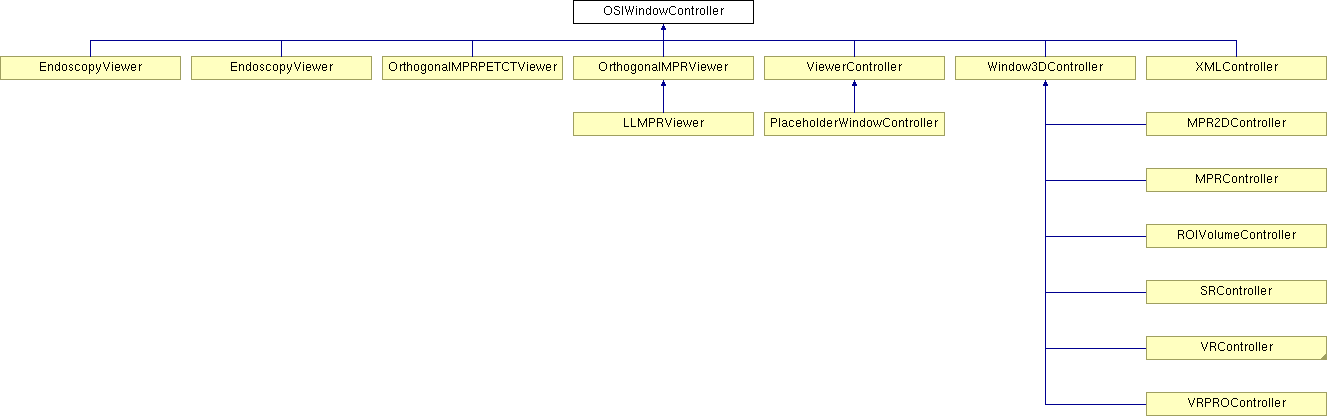 OSIWindowController
EndoscopyViewer
EndoscopyViewer
OrthogonalMPRPETCTViewer
OrthogonalMPRViewer
ViewerController
Window3DController
XMLController
LLMPRViewer
PlaceholderWindowController
MPR2DController
MPRController
ROIVolumeController
SRController
VRController
VRPROController